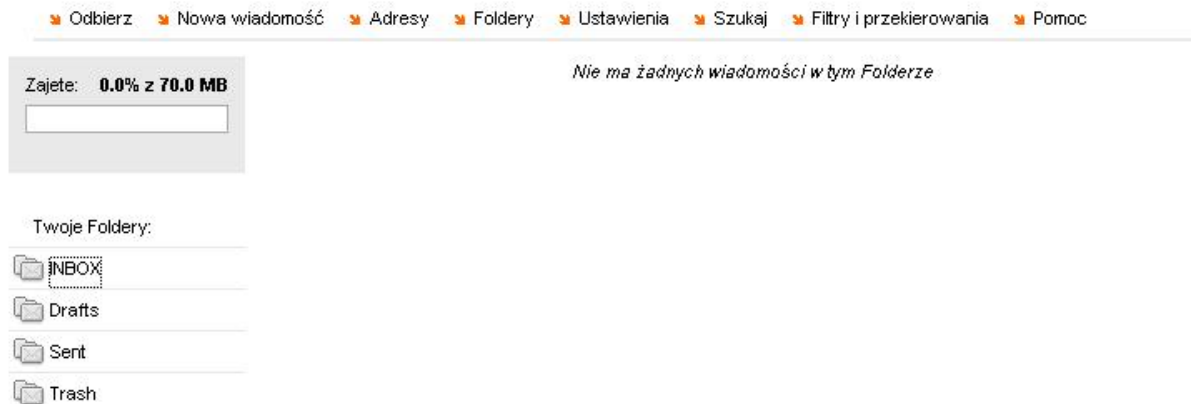 Odbierz Nowa wiadomość Adresy Foldery Ustawienia Szukaj Filtry i przekierowania Pomoc
Zajete: 0.0% z 70.0 MB
Nie ma żadnych wiadomości w tym Folderze
Twoje Foldery:
INBOX
Drafts
Sent
Trash